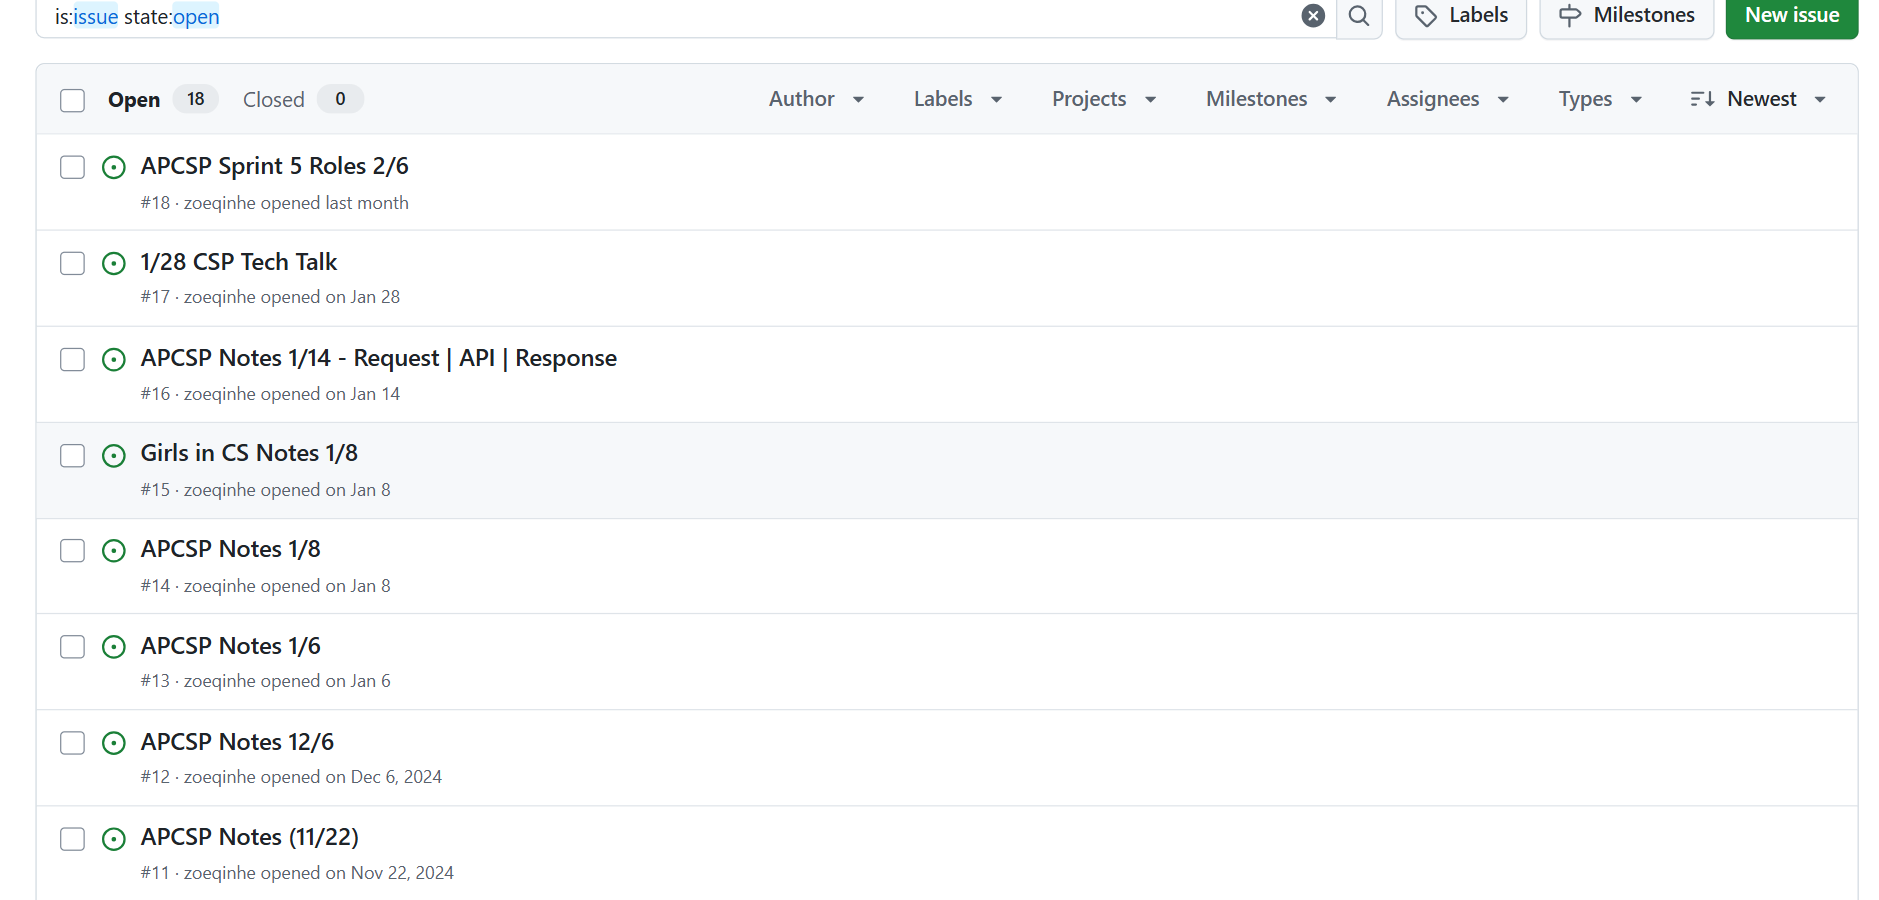 is:issue state:open
Labels
Milestones
New issue
Open 18 Closed 0 Author Labels Projects Milestones Assignees Types Newest
APCSP Sprint 5 Roles 2/6
#18 · zoeqinhe opened last month
1/28 CSP Tech Talk
#17 · zoeqinhe opened on Jan 28
APCSP Notes 1/14 - Request | API | Response
#16 · zoeqinhe opened on Jan 14
Girls in CS Notes 1/8
#15 · zoeqinhe opened on Jan 8
APCSP Notes 1/8
#14 · zoeqinhe opened on Jan 8
APCSP Notes 1/6
#13 · zoeqinhe opened on Jan 6
APCSP Notes 12/6
#12 · zoeqinhe opened on Dec 6, 2024
APCSP Notes (11/22)
#11 · zoeqinhe opened on Nov 22, 2024